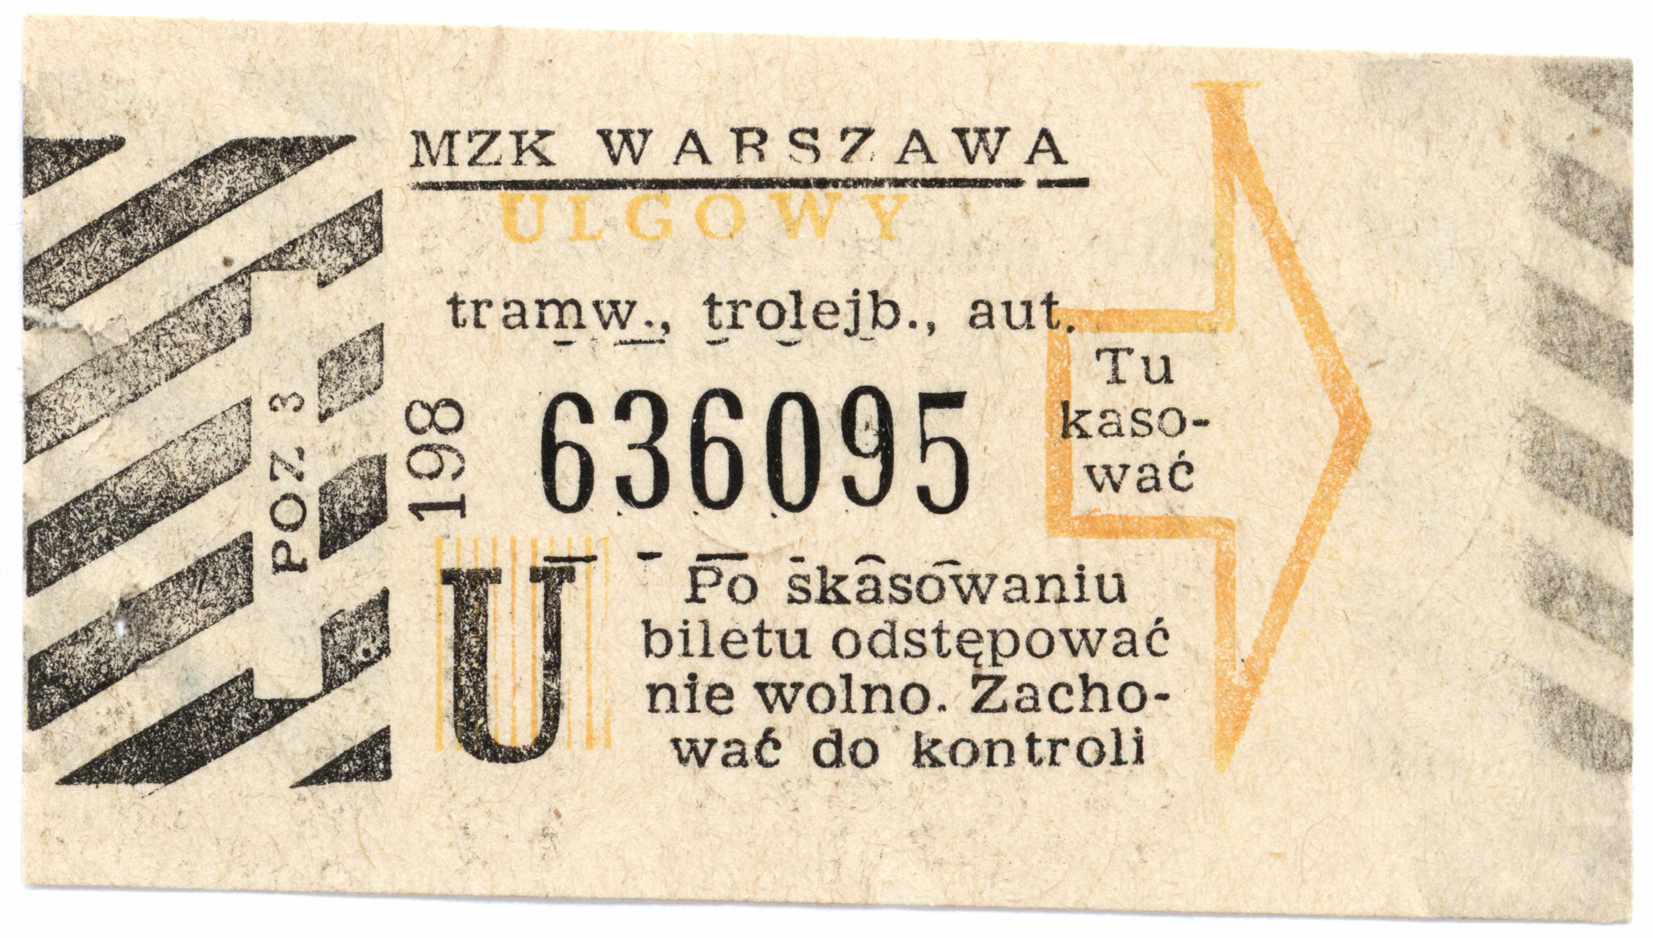 MZK WARSZAWA
ULGOWY
tramw., trolejb., aut.
POZ 3
198
636095
Tu
kaso-
wać
U
Po skasowaniu
biletu odstępować
nie wolno. Zacho-
wać do kontroli